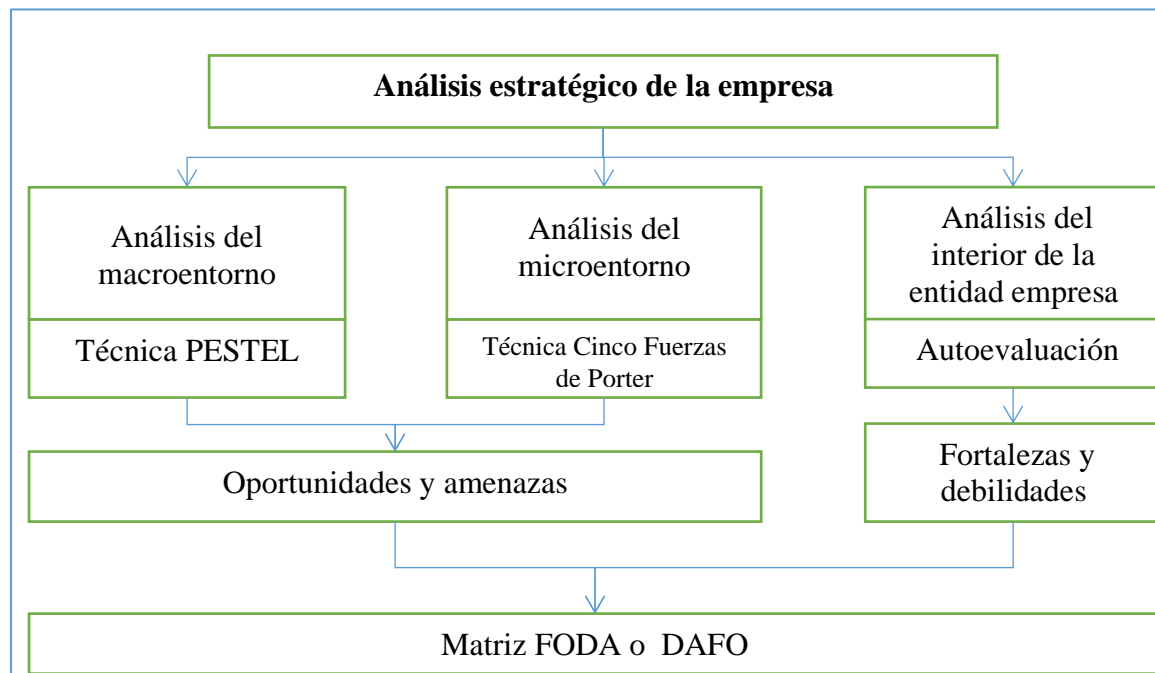 Análisis estratégico de la empresa
Análisis del
macroentorno
Técnica PESTEL
Análisis del
microentorno
Técnica Cinco Fuerzas
de Porter
Análisis del
interior de la
entidad empresa
Autoevaluación
Oportunidades y amenazas
Fortalezas y
debilidades
Matriz FODA o DAFO